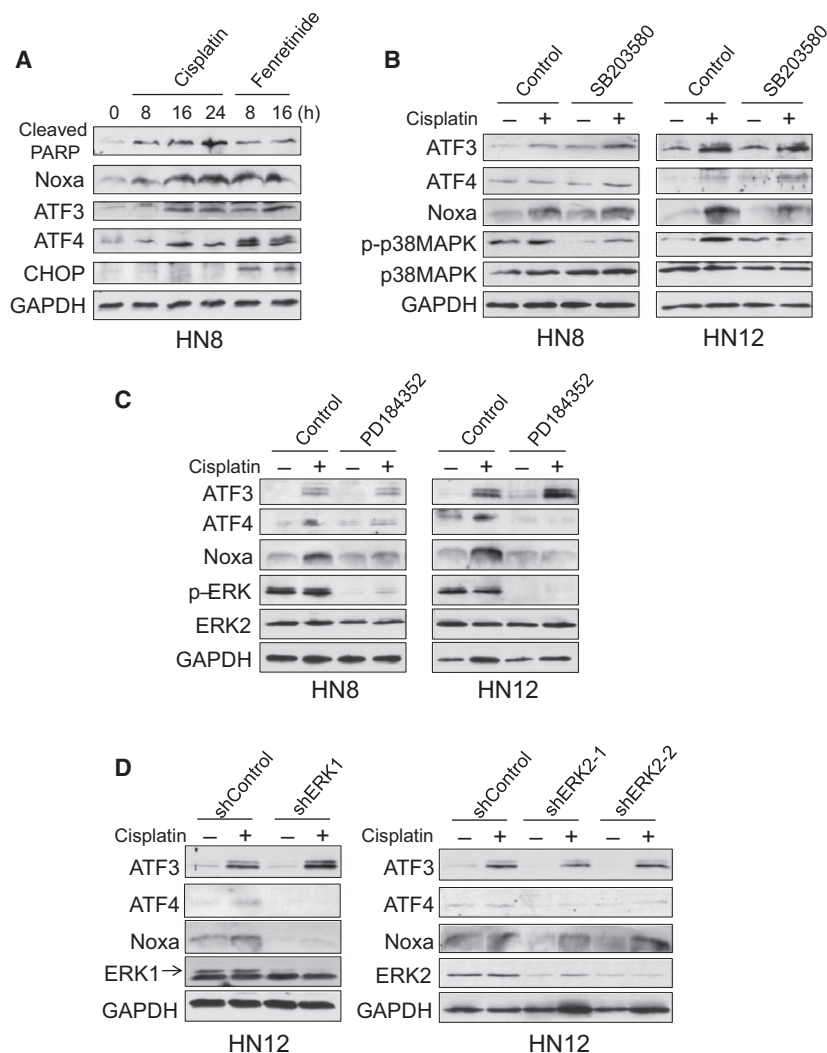 A
Cisplatin Fenretinide
0 8 16 24 8 16 (h)
Cleaved
PARP
Noxa
ATF3
ATF4
CHOP
GAPDH
HN8
B
Control SB203580 Control SB203580
Cisplatin – + – + – + – +
ATF3
ATF4
Noxa
p-p38MAPK
p38MAPK
GAPDH
HN8 HN12
C
Control PD184352 Control PD184352
Cisplatin – + – + – + – +
ATF3
ATF4
Noxa
p–ERK
ERK2
GAPDH
HN8 HN12
D
shControl shERK1
Cisplatin – + – +
ATF3
ATF4
Noxa
ERK1→
GAPDH
HN12
shControl shERK2-1 shERK2-2
Cisplatin – + – + – +
ATF3
ATF4
Noxa
ERK2
GAPDH
HN12